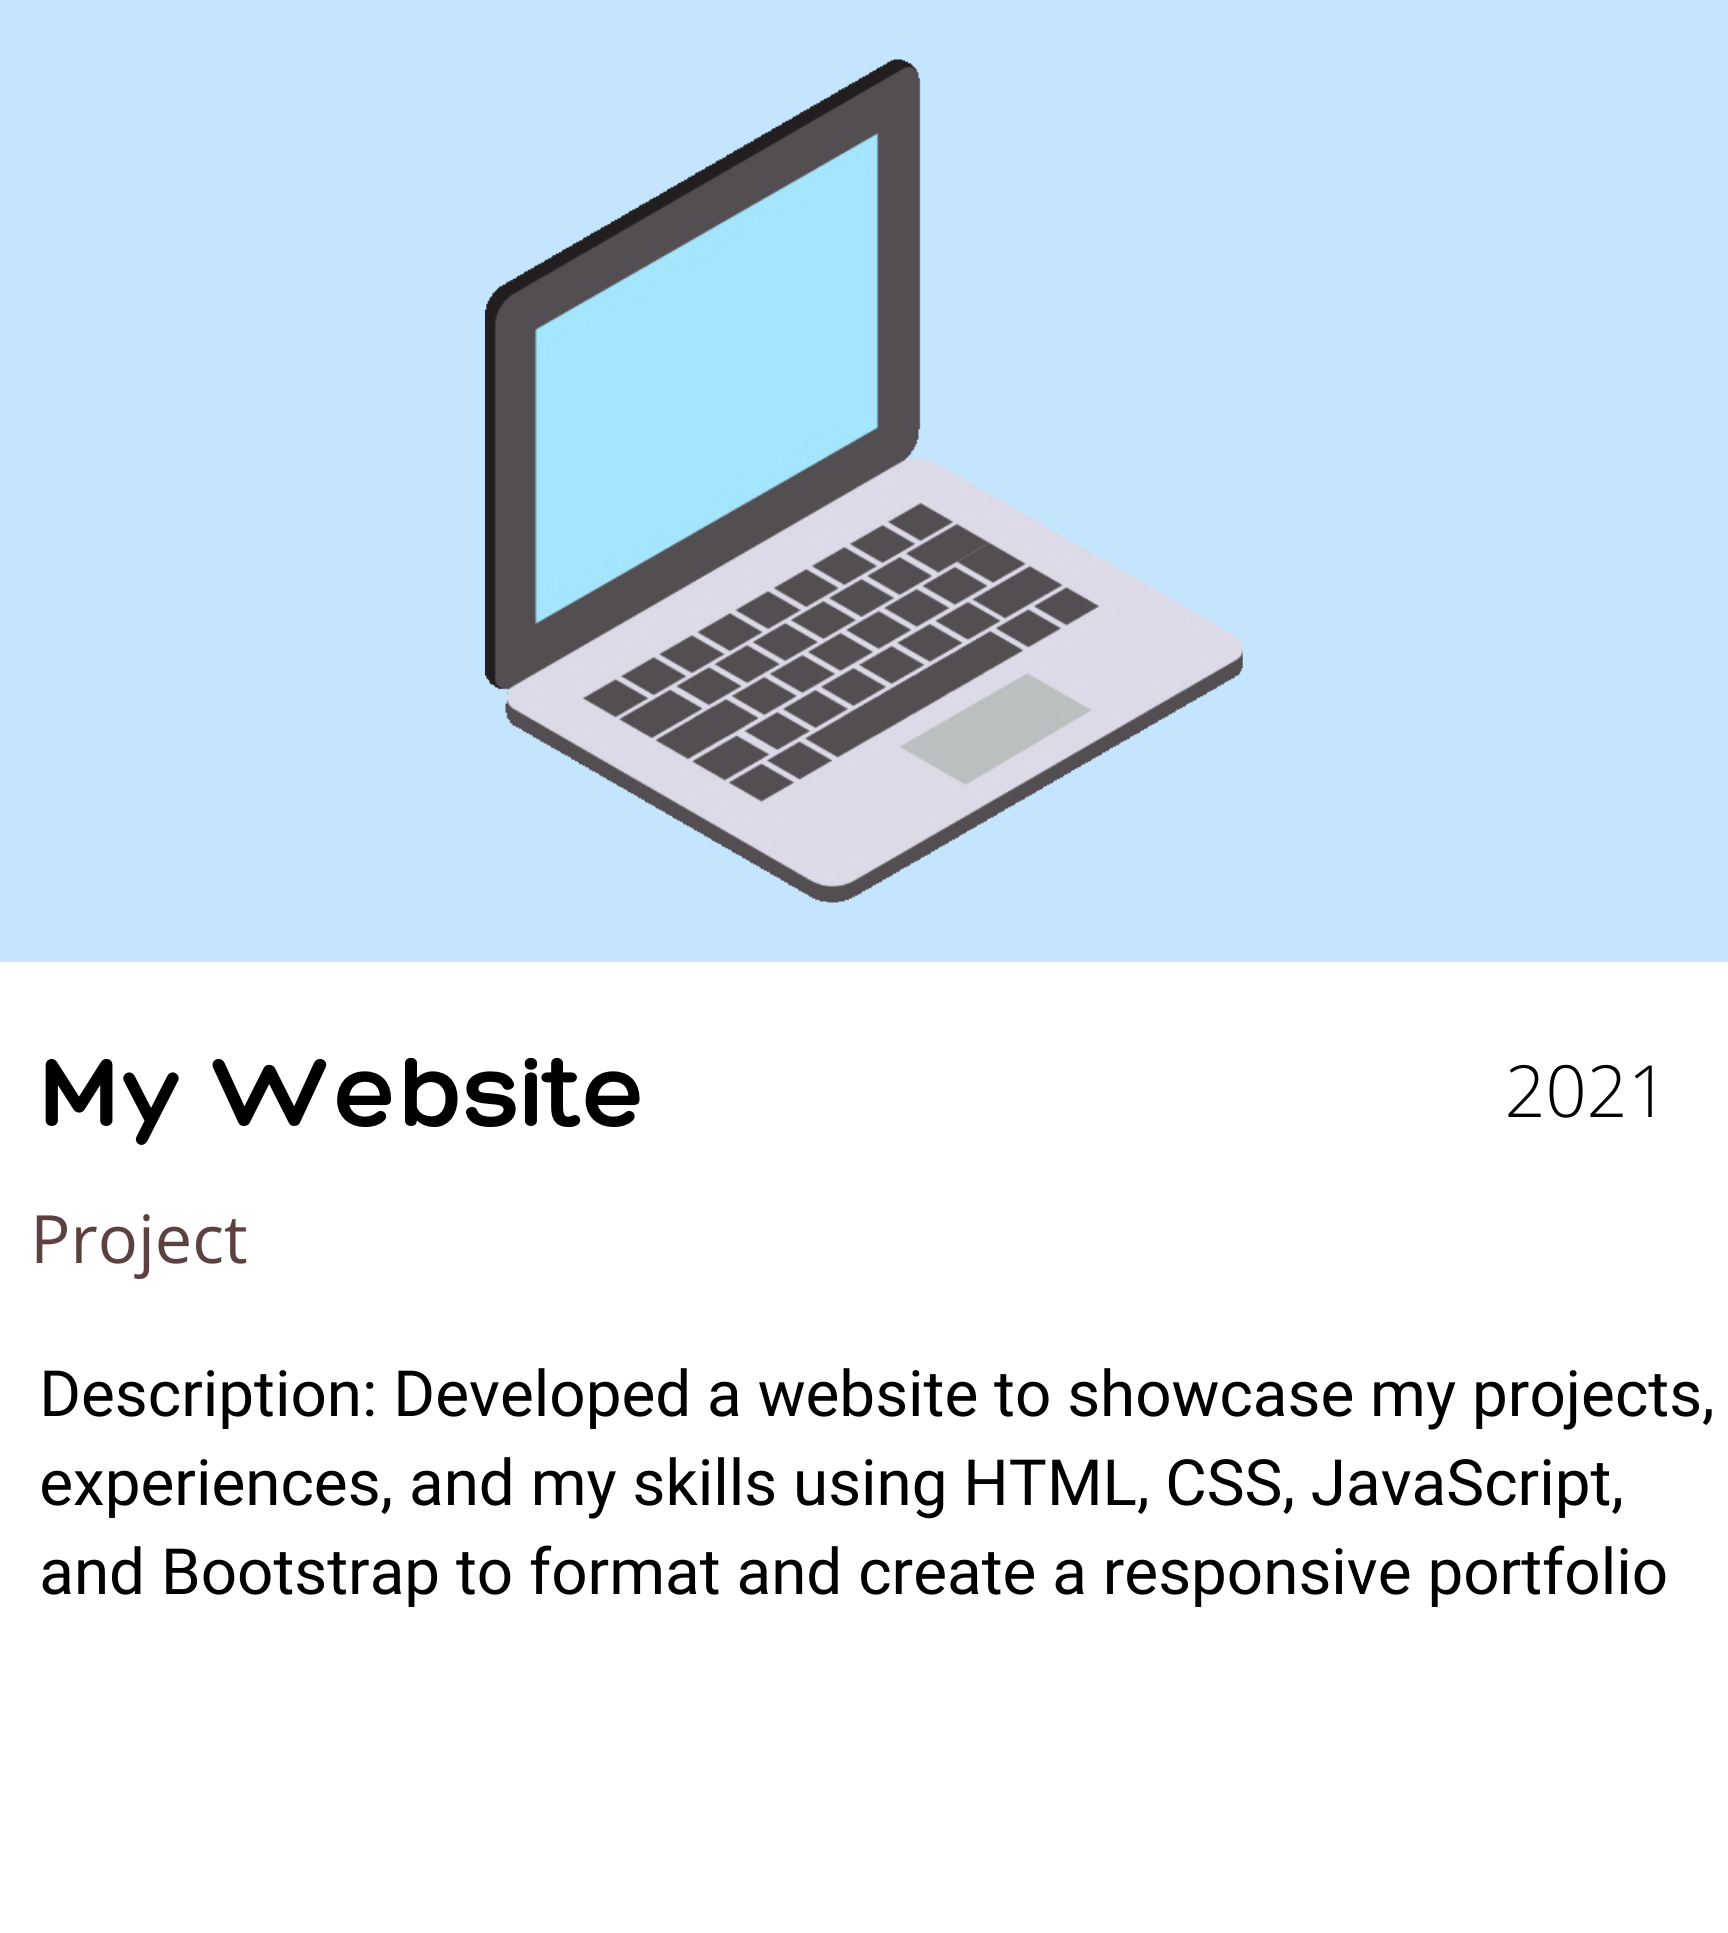 My Website
2021
Project
Description: Developed a website to showcase my projects,
experiences, and my skills using HTML, CSS, JavaScript,
and Bootstrap to format and create a responsive portfolio